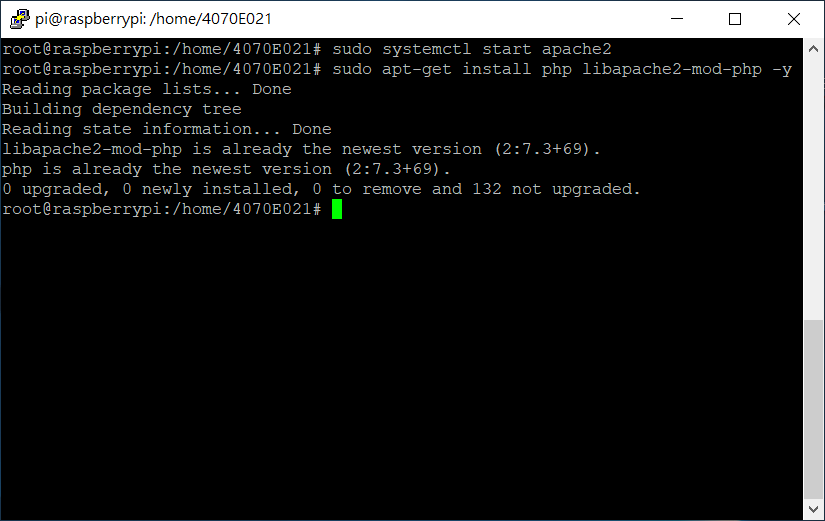 pi@raspberrypi: /home/4070E021
root@raspberrypi:/home/4070E021# sudo systemctl start apache2
root@raspberrypi:/home/4070E021# sudo apt-get install php libapache2-mod-php -y
Reading package lists... Done
Building dependency tree
Reading state information... Done
libapache2-mod-php is already the newest version (2:7.3+69).
php is already the newest version (2:7.3+69).
0 upgraded, 0 newly installed, 0 to remove and 132 not upgraded.
root@raspberrypi:/home/4070E021#